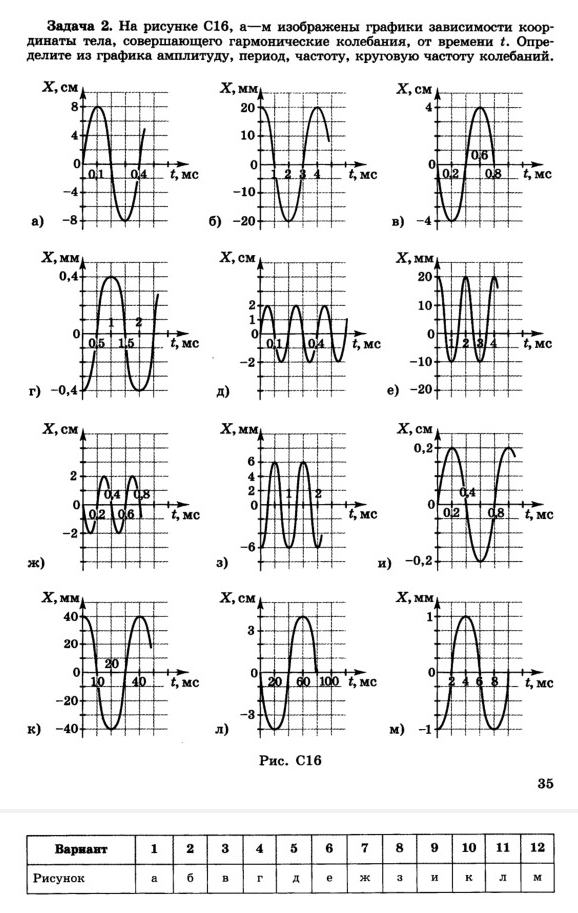 Задача 2. На рисунке С16, а—м изображены графики зависимости коор-
динаты тела, совершающего гармонические колебания, от времени t. Опре-
делите из графика амплитуду, период, частоту, круговую частоту колебаний.
X, см X, мм X, см
8 20 4
4 10
0 0,1 0,4 t, мс 0 1 2 3 4 t, мс 0 0,2 0,6 0,8 t, мс
−4 −10
а) −8 б) −20 в) −4
X, мм X, см X, мм
0,4 2 20
1 10
0 0,5 1 1,5 2 t, мс 0 0,1 0,4 t, мс 0 1 2 3 4 t, мс
−2 −10
г) −0,4 д) е) −20
X, см X, мм X, см
2 6 0,2
4
2
0 0,2 0,4 0,6 0,8 t, мс 0 1 2 t, мс 0 0,2 0,4 0,8 t, мс
−2 −6 −0,2
ж) з) и)
X, мм X, см X, мм
40 3 1
20
0 10 20 40 t, мс 0 20 60 100 t, мс 0 2 4 6 8 t, мс
−20 −3
к) −40 л) м) −1
Рис. С16
35
Вариант 1 2 3 4 5 6 7 8 9 10 11 12
Рисунок а б в г д е ж з и к л м